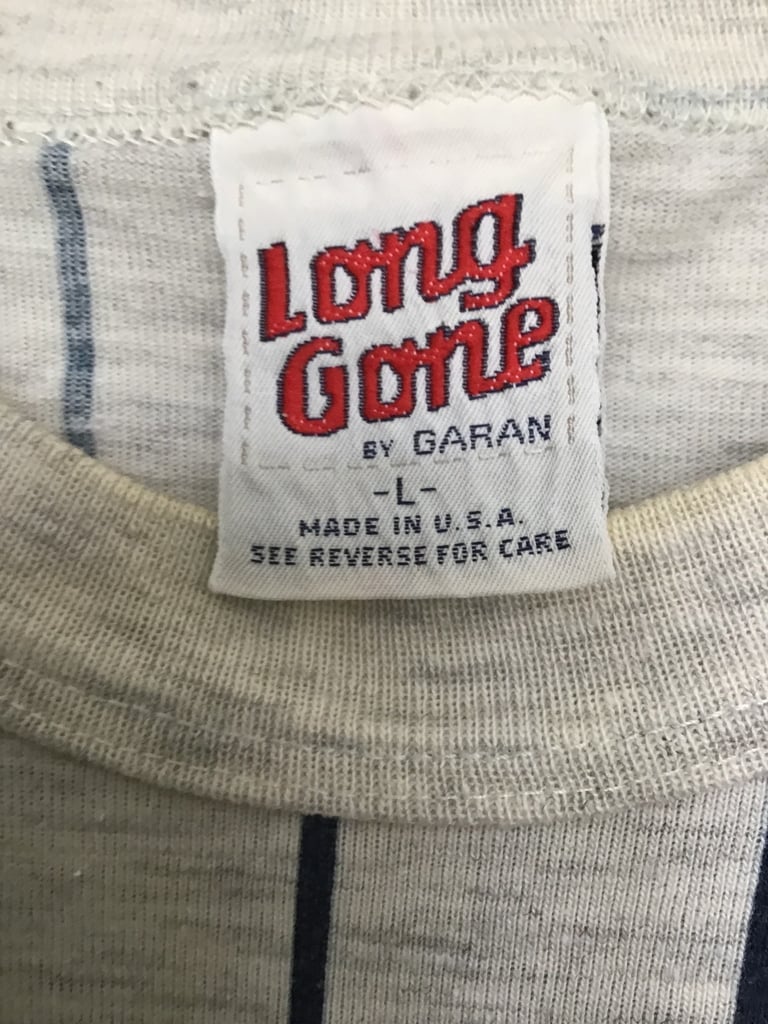 Long
Gone
BY GARAN
-L-
MADE IN U.S.A.
SEE REVERSE FOR CARE